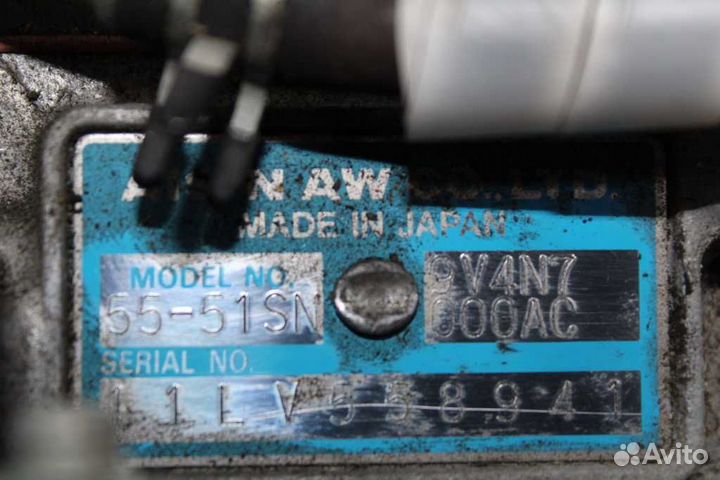 AISIN AW CO., LTD.
MADE IN JAPAN
MODEL NO.
55-51SN
9V4N7
000AC
SERIAL NO.
11LV558941
Avito